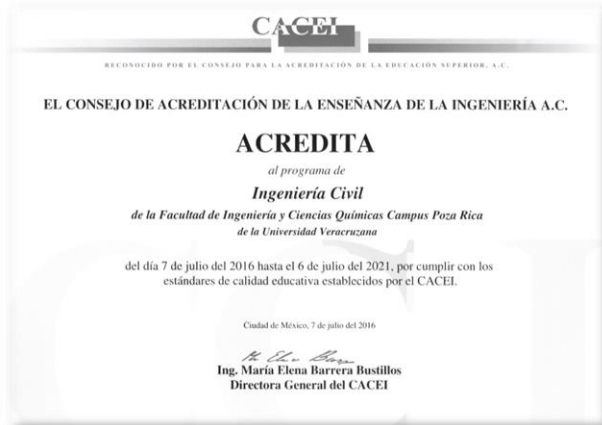 CACEI
RECONOCIDO POR EL CONSEJO PARA LA ACREDITACIÓN DE LA EDUCACIÓN SUPERIOR, A.C.
EL CONSEJO DE ACREDITACIÓN DE LA ENSEÑANZA DE LA INGENIERÍA A.C.
ACREDITA
al programa de
Ingeniería Civil
de la Facultad de Ingeniería y Ciencias Químicas Campus Poza Rica
de la Universidad Veracruzana
del día 7 de julio del 2016 hasta el 6 de julio del 2021, por cumplir con los
estándares de calidad educativa establecidos por el CACEI.
Ciudad de México, 7 de julio del 2016
Ing. María Elena Barrera Bustillos
Directora General del CACEI